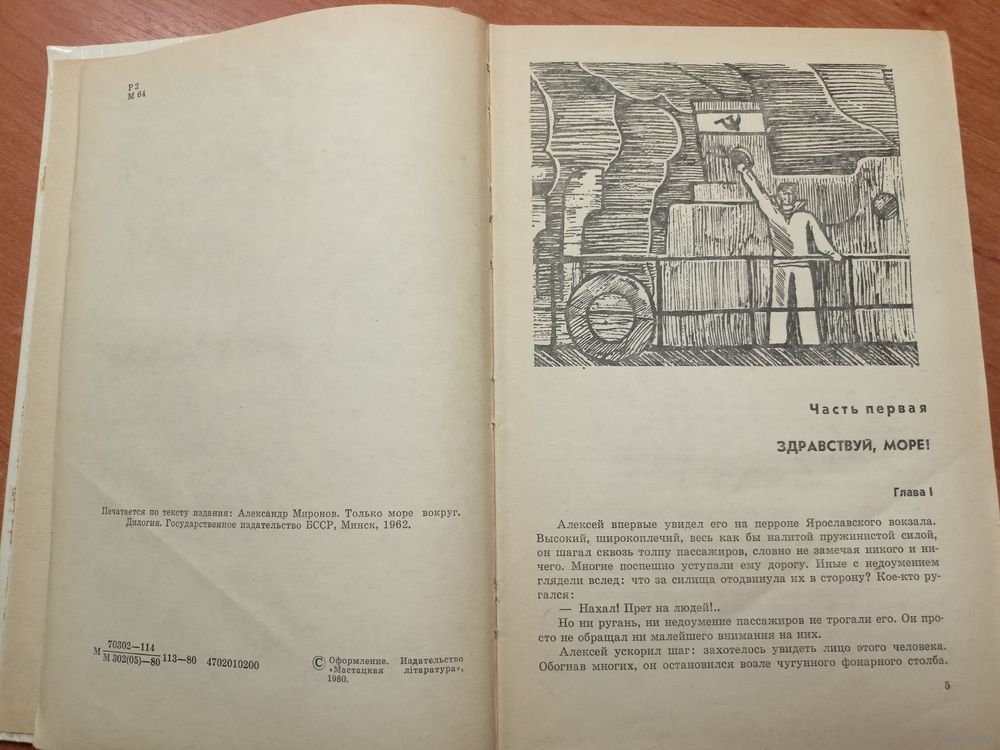 Р2
М 64
Печатается по тексту издания: Александр Миронов. Только море вокруг.
Дилогия. Государственное издательство БССР, Минск, 1962.
М 70302—114
М 302(05)—80 113—80 4702010200
© Оформление. Издательство
«Мастацкая літаратура»,
1980.
Часть первая
ЗДРАВСТВУЙ, МОРЕ!
Глава I
Алексей впервые увидел его на перроне Ярославского вокзала.
Высокий, широкоплечий, весь как бы налитой пружинистой силой,
он шагал сквозь толпу пассажиров, словно не замечая никого и ни-
чего. Многие поспешно уступали ему дорогу. Иные с недоумением
глядели вслед: что за силища отодвинула их в сторону? Кое-кто ру-
гался:
— Нахал! Прет на людей!..
Но ни ругань, ни недоумение пассажиров не трогали его. Он про-
сто не обращал ни малейшего внимания на них.
Алексей ускорил шаг: захотелось увидеть лицо этого человека.
Обогнав многих, он остановился возле чугунного фонарного столба.
5